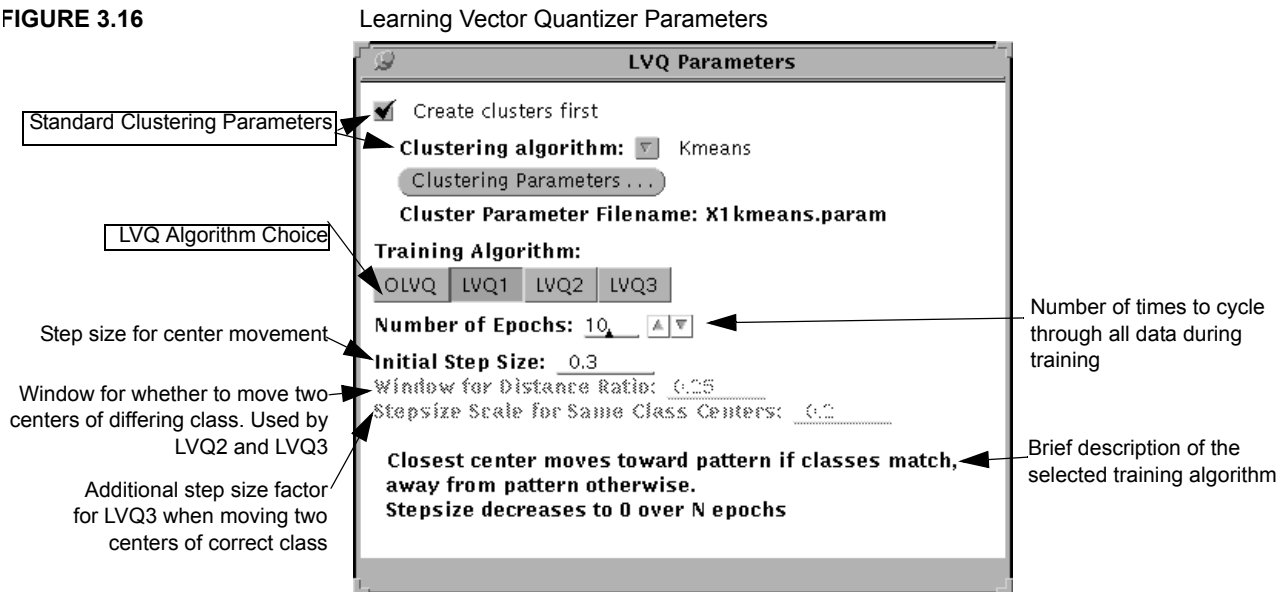 FIGURE 3.16
Learning Vector Quantizer Parameters
LVQ Parameters
Create clusters first
Standard Clustering Parameters
Clustering algorithm: Kmeans
Clustering Parameters . . .
Cluster Parameter Filename: X1kmeans.param
LVQ Algorithm Choice
Training Algorithm:
OLVQ LVQ1 LVQ2 LVQ3
Number of Epochs: 10
Number of times to cycle
through all data during
training
Step size for center movement
Initial Step Size: 0.3
Window for Distance Ratio: 0.25
Stepsize Scale for Same Class Centers: 0.2
Window for whether to move two
centers of differing class. Used by
LVQ2 and LVQ3
Additional step size factor
for LVQ3 when moving two
centers of correct class
Closest center moves toward pattern if classes match,
away from pattern otherwise.
Stepsize decreases to 0 over N epochs
Brief description of the
selected training algorithm